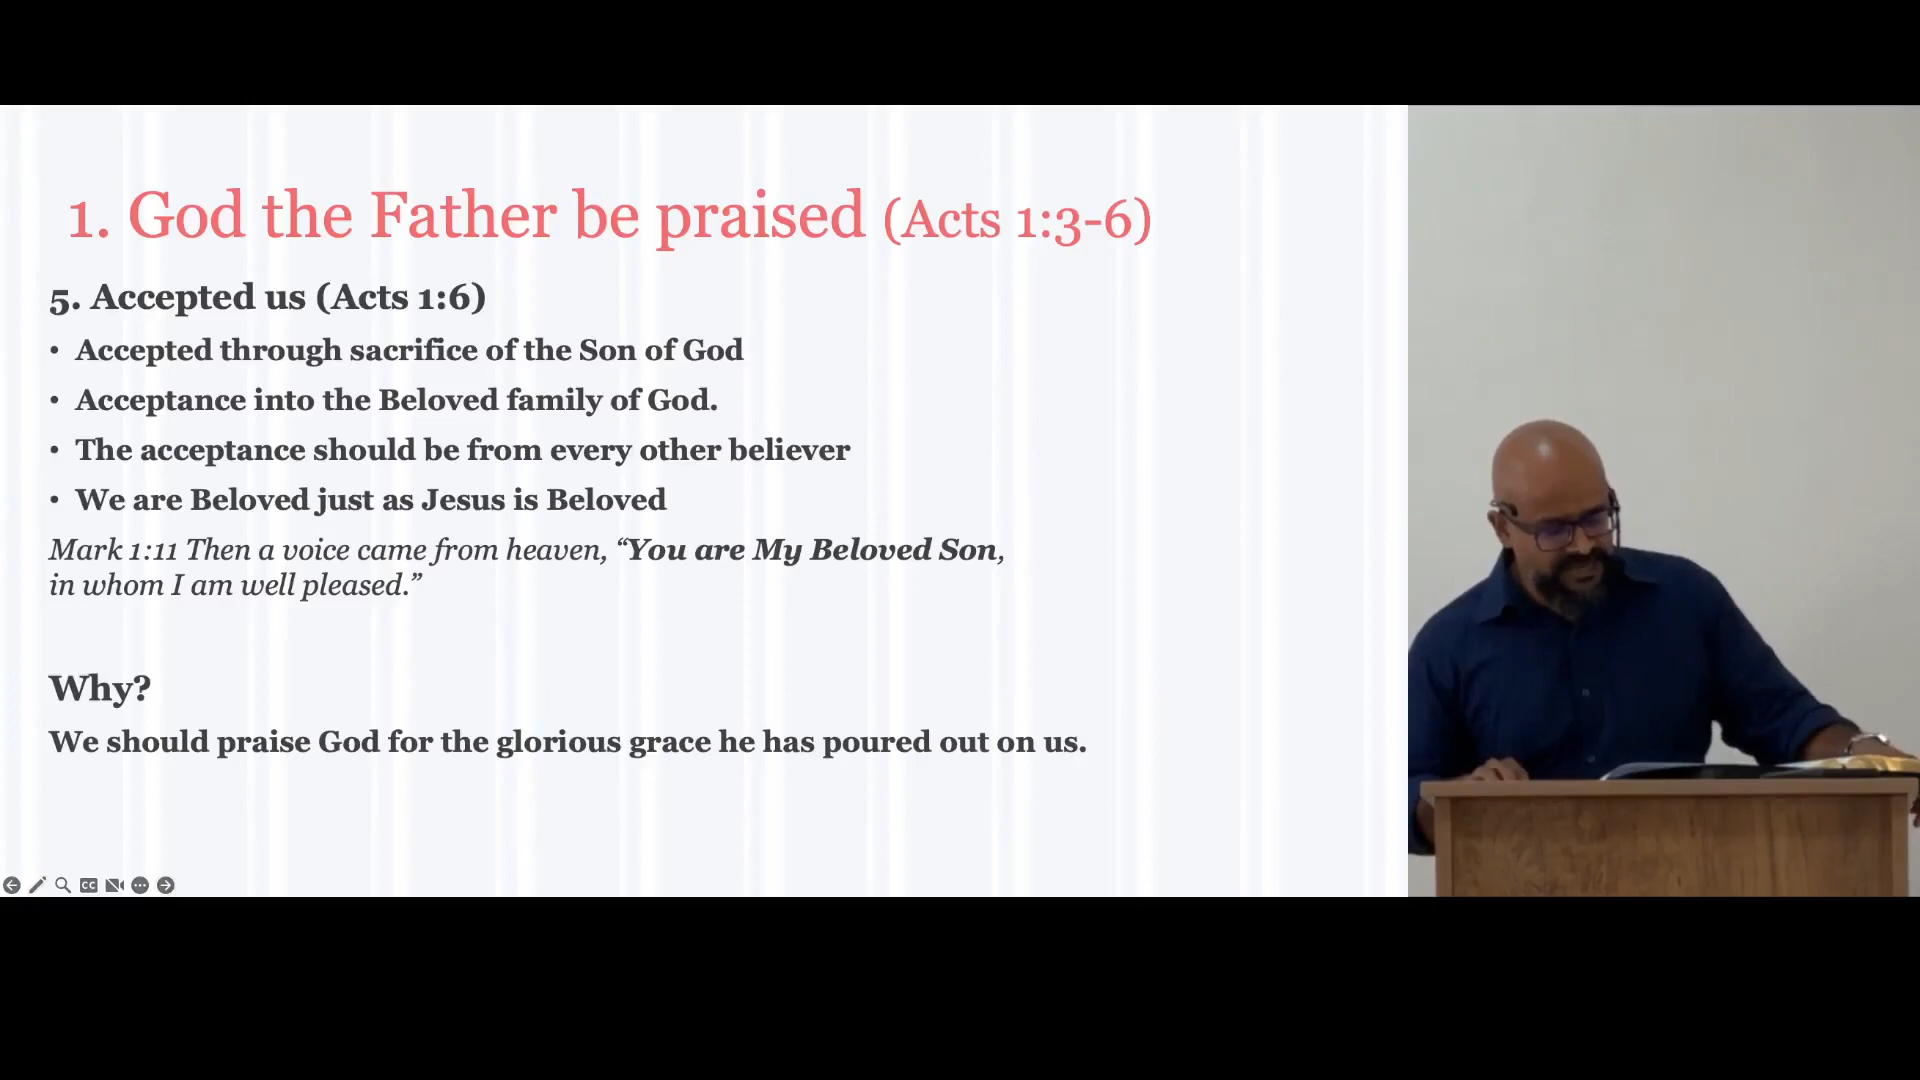 1. God the Father be praised (Acts 1:3-6)
5. Accepted us (Acts 1:6)
• Accepted through sacrifice of the Son of God
• Acceptance into the Beloved family of God.
• The acceptance should be from every other believer
• We are Beloved just as Jesus is Beloved
Mark 1:11 Then a voice came from heaven, “You are My Beloved Son,
in whom I am well pleased.”
Why?
We should praise God for the glorious grace he has poured out on us.
CC